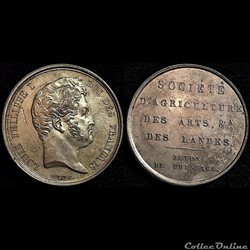 LOUIS PHILIPPE I ROI DES FRANÇAIS
SOCIÉTÉ
D'AGRICULTURE
DES ARTS, &A
DES LANDES.
JETON
DE PRÉSENCE.
CollecOnline